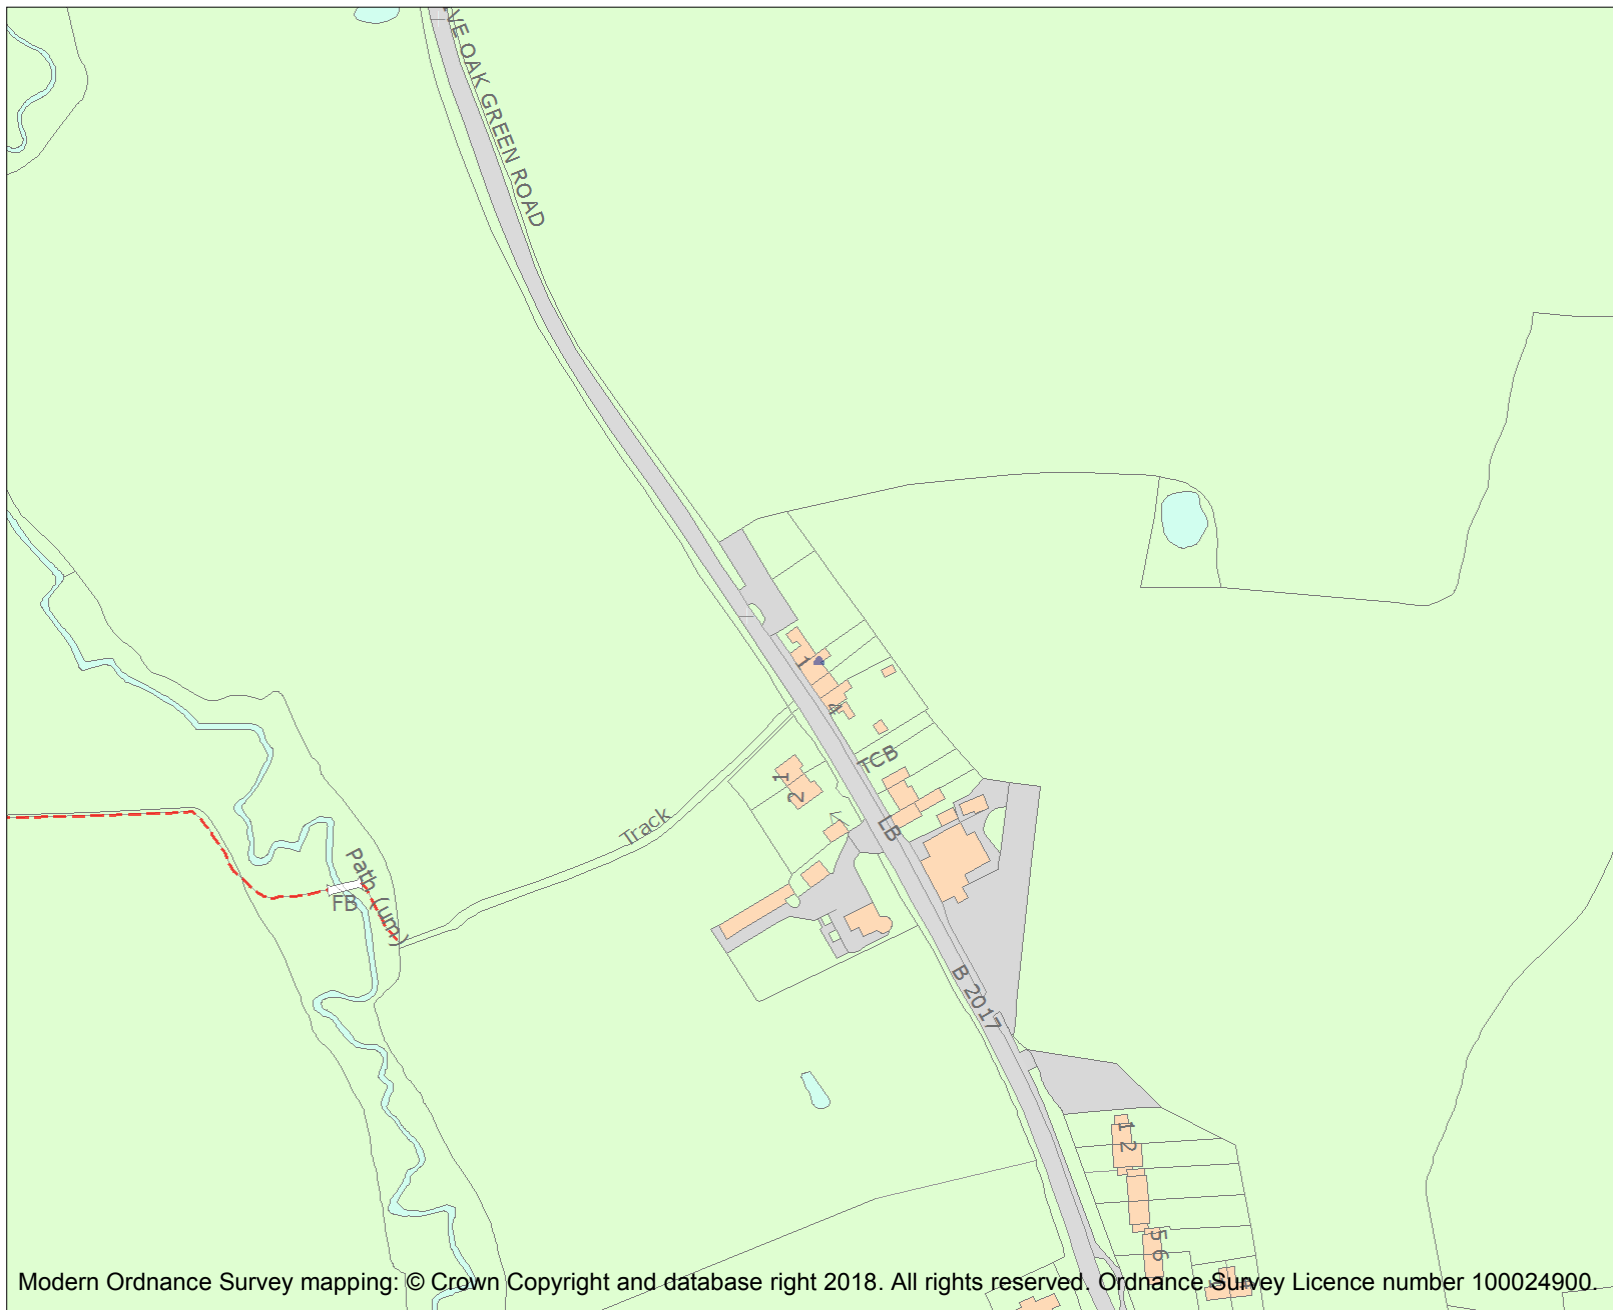 VE OAK GREEN ROAD
1
4
TCB
1
2
Track
LB
Path (um)
FB
B 2017
1
2
5
6
Modern Ordnance Survey mapping: © Crown Copyright and database right 2018. All rights reserved. Ordnance Survey Licence number 100024900.